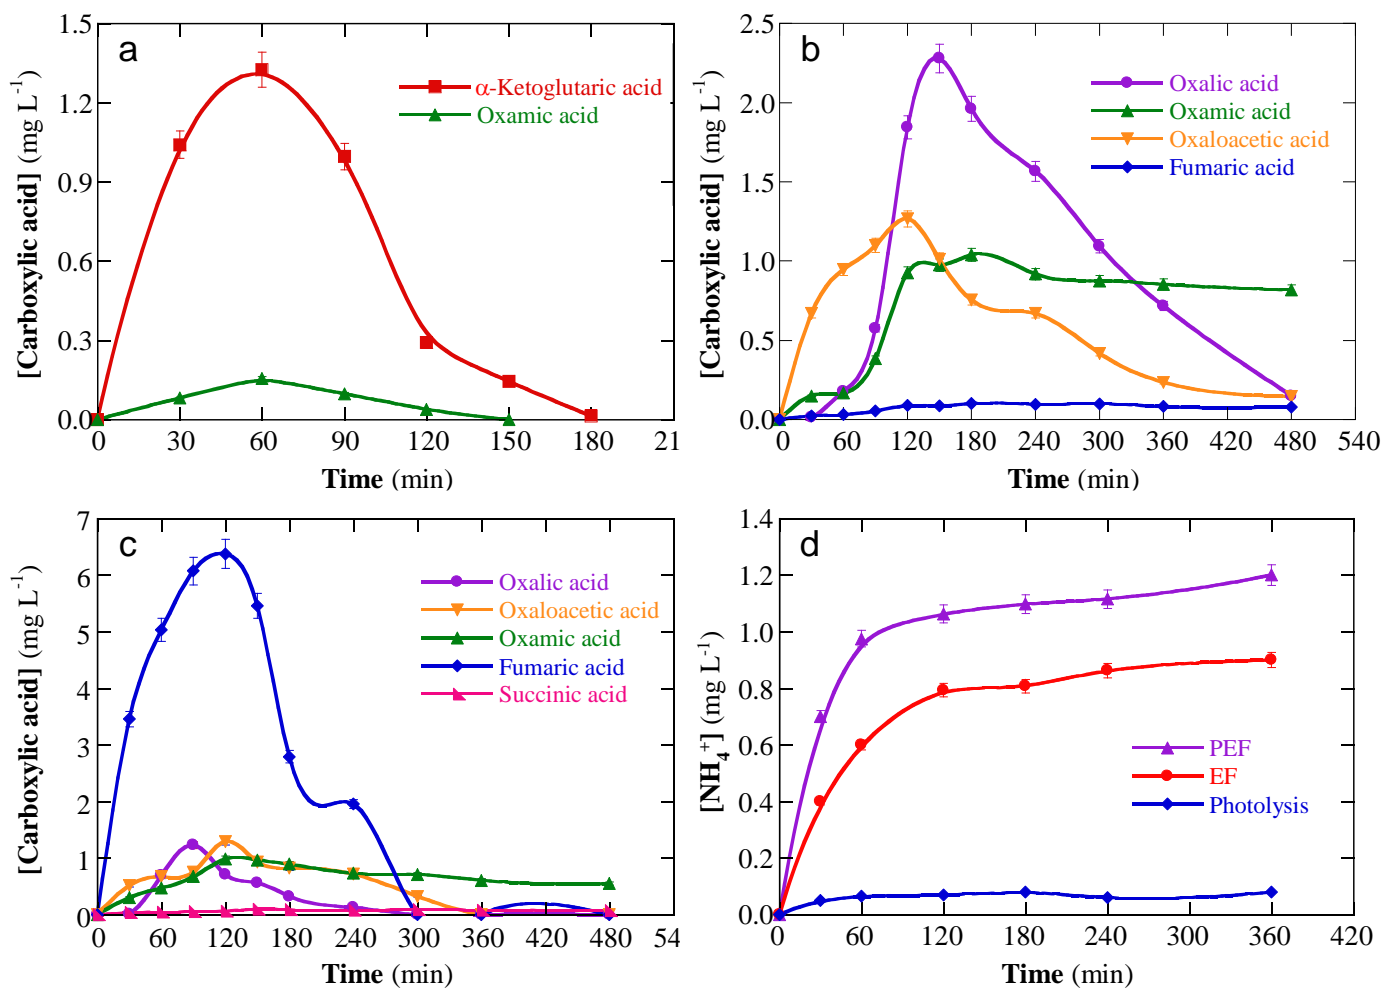 a
1.5
1.2
0.9
0.6
0.3
0.0
[Carboxylic acid] (mg L-1)
α-Ketoglutaric acid
Oxamic acid
0 30 60 90 120 150 180 21
Time (min)
b
2.5
2.0
1.5
1.0
0.5
0.0
[Carboxylic acid] (mg L-1)
Oxalic acid
Oxamic acid
Oxaloacetic acid
Fumaric acid
0 60 120 180 240 300 360 420 480 540
Time (min)
c
7
6
5
4
3
2
1
0
[Carboxylic acid] (mg L-1)
Oxalic acid
Oxaloacetic acid
Oxamic acid
Fumaric acid
Succinic acid
0 60 120 180 240 300 360 420 480 54
Time (min)
d
1.4
1.2
1.0
0.8
0.6
0.4
0.2
0.0
[NH4+] (mg L-1)
PEF
EF
Photolysis
0 60 120 180 240 300 360 420
Time (min)